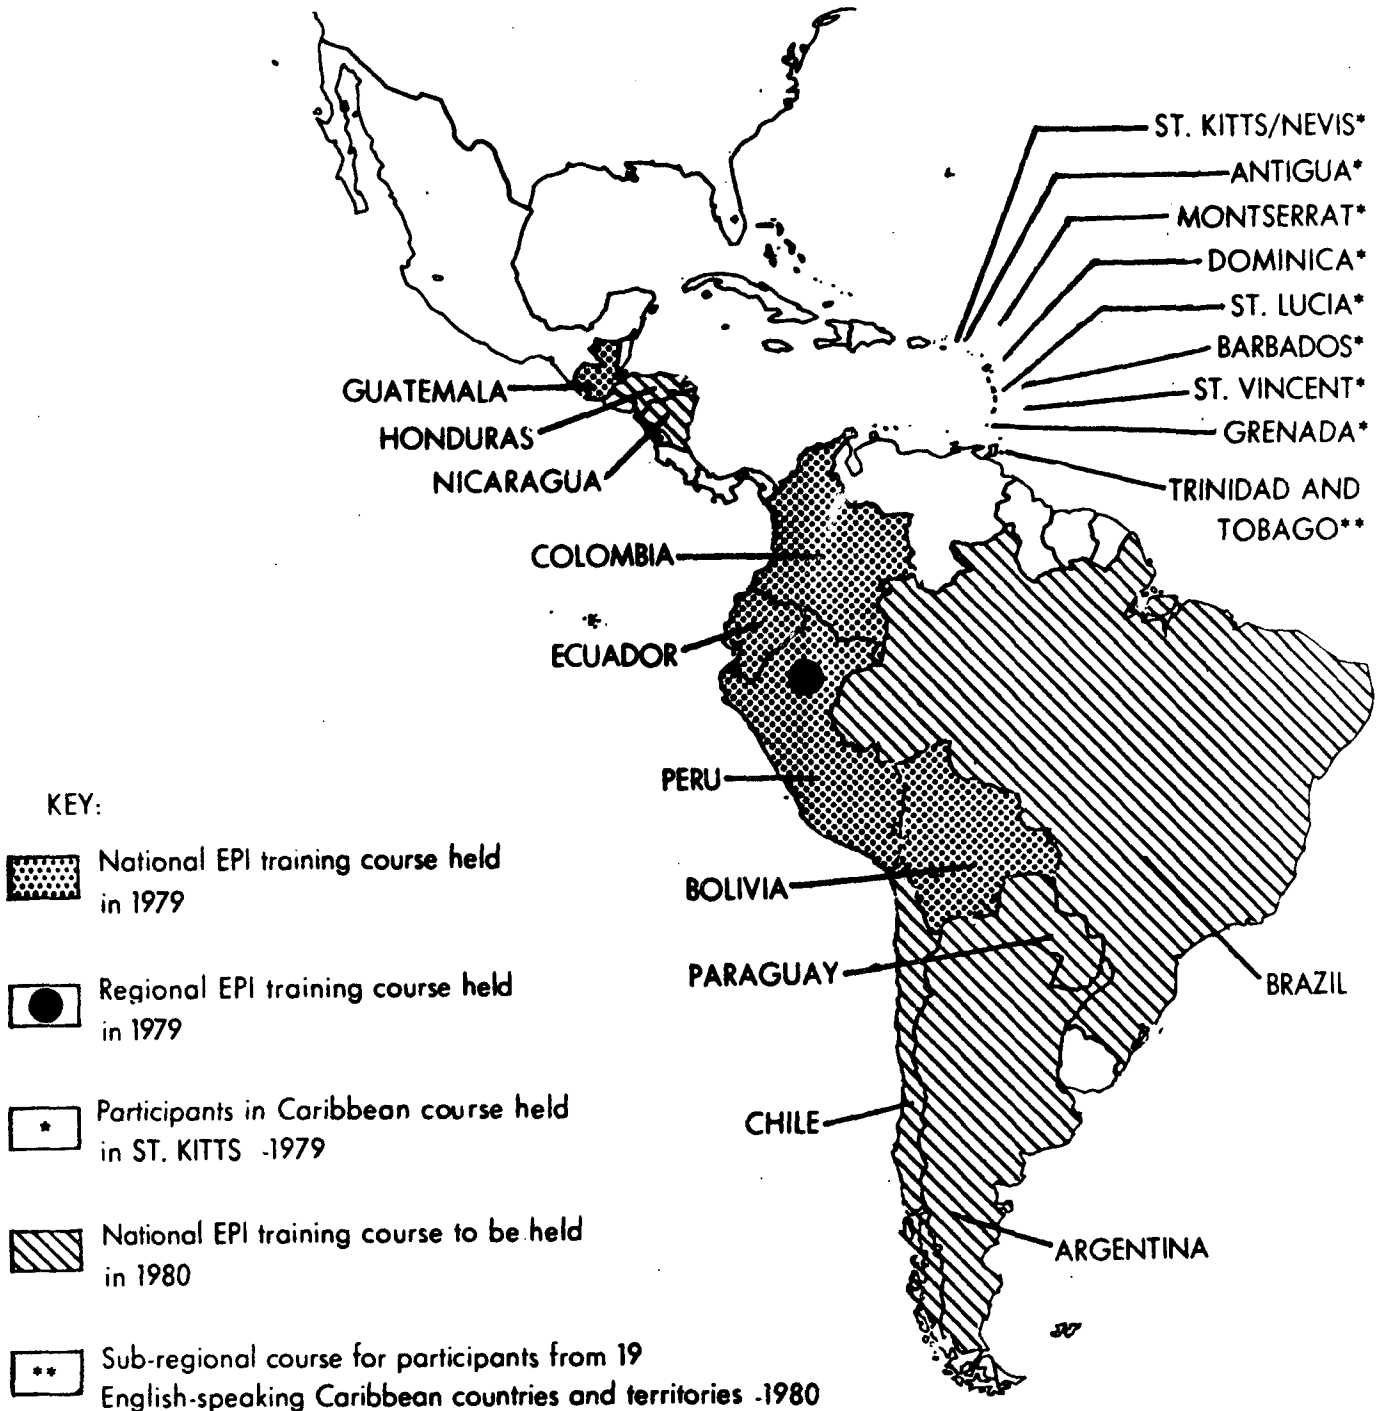 ST. KITTS/NEVIS*
ANTIGUA*
MONTSERRAT*
DOMINICA*
ST. LUCIA*
BARBADOS*
ST. VINCENT*
GRENADA*
TRINIDAD AND
TOBAGO**
GUATEMALA
HONDURAS
NICARAGUA
COLOMBIA
ECUADOR
PERU
BOLIVIA
PARAGUAY
BRAZIL
CHILE
ARGENTINA
KEY:
National EPI training course held
in 1979
Regional EPI training course held
in 1979
* Participants in Caribbean course held
in ST. KITTS -1979
National EPI training course to be held
in 1980
** Sub-regional course for participants from 19
English-speaking Caribbean countries and territories -1980